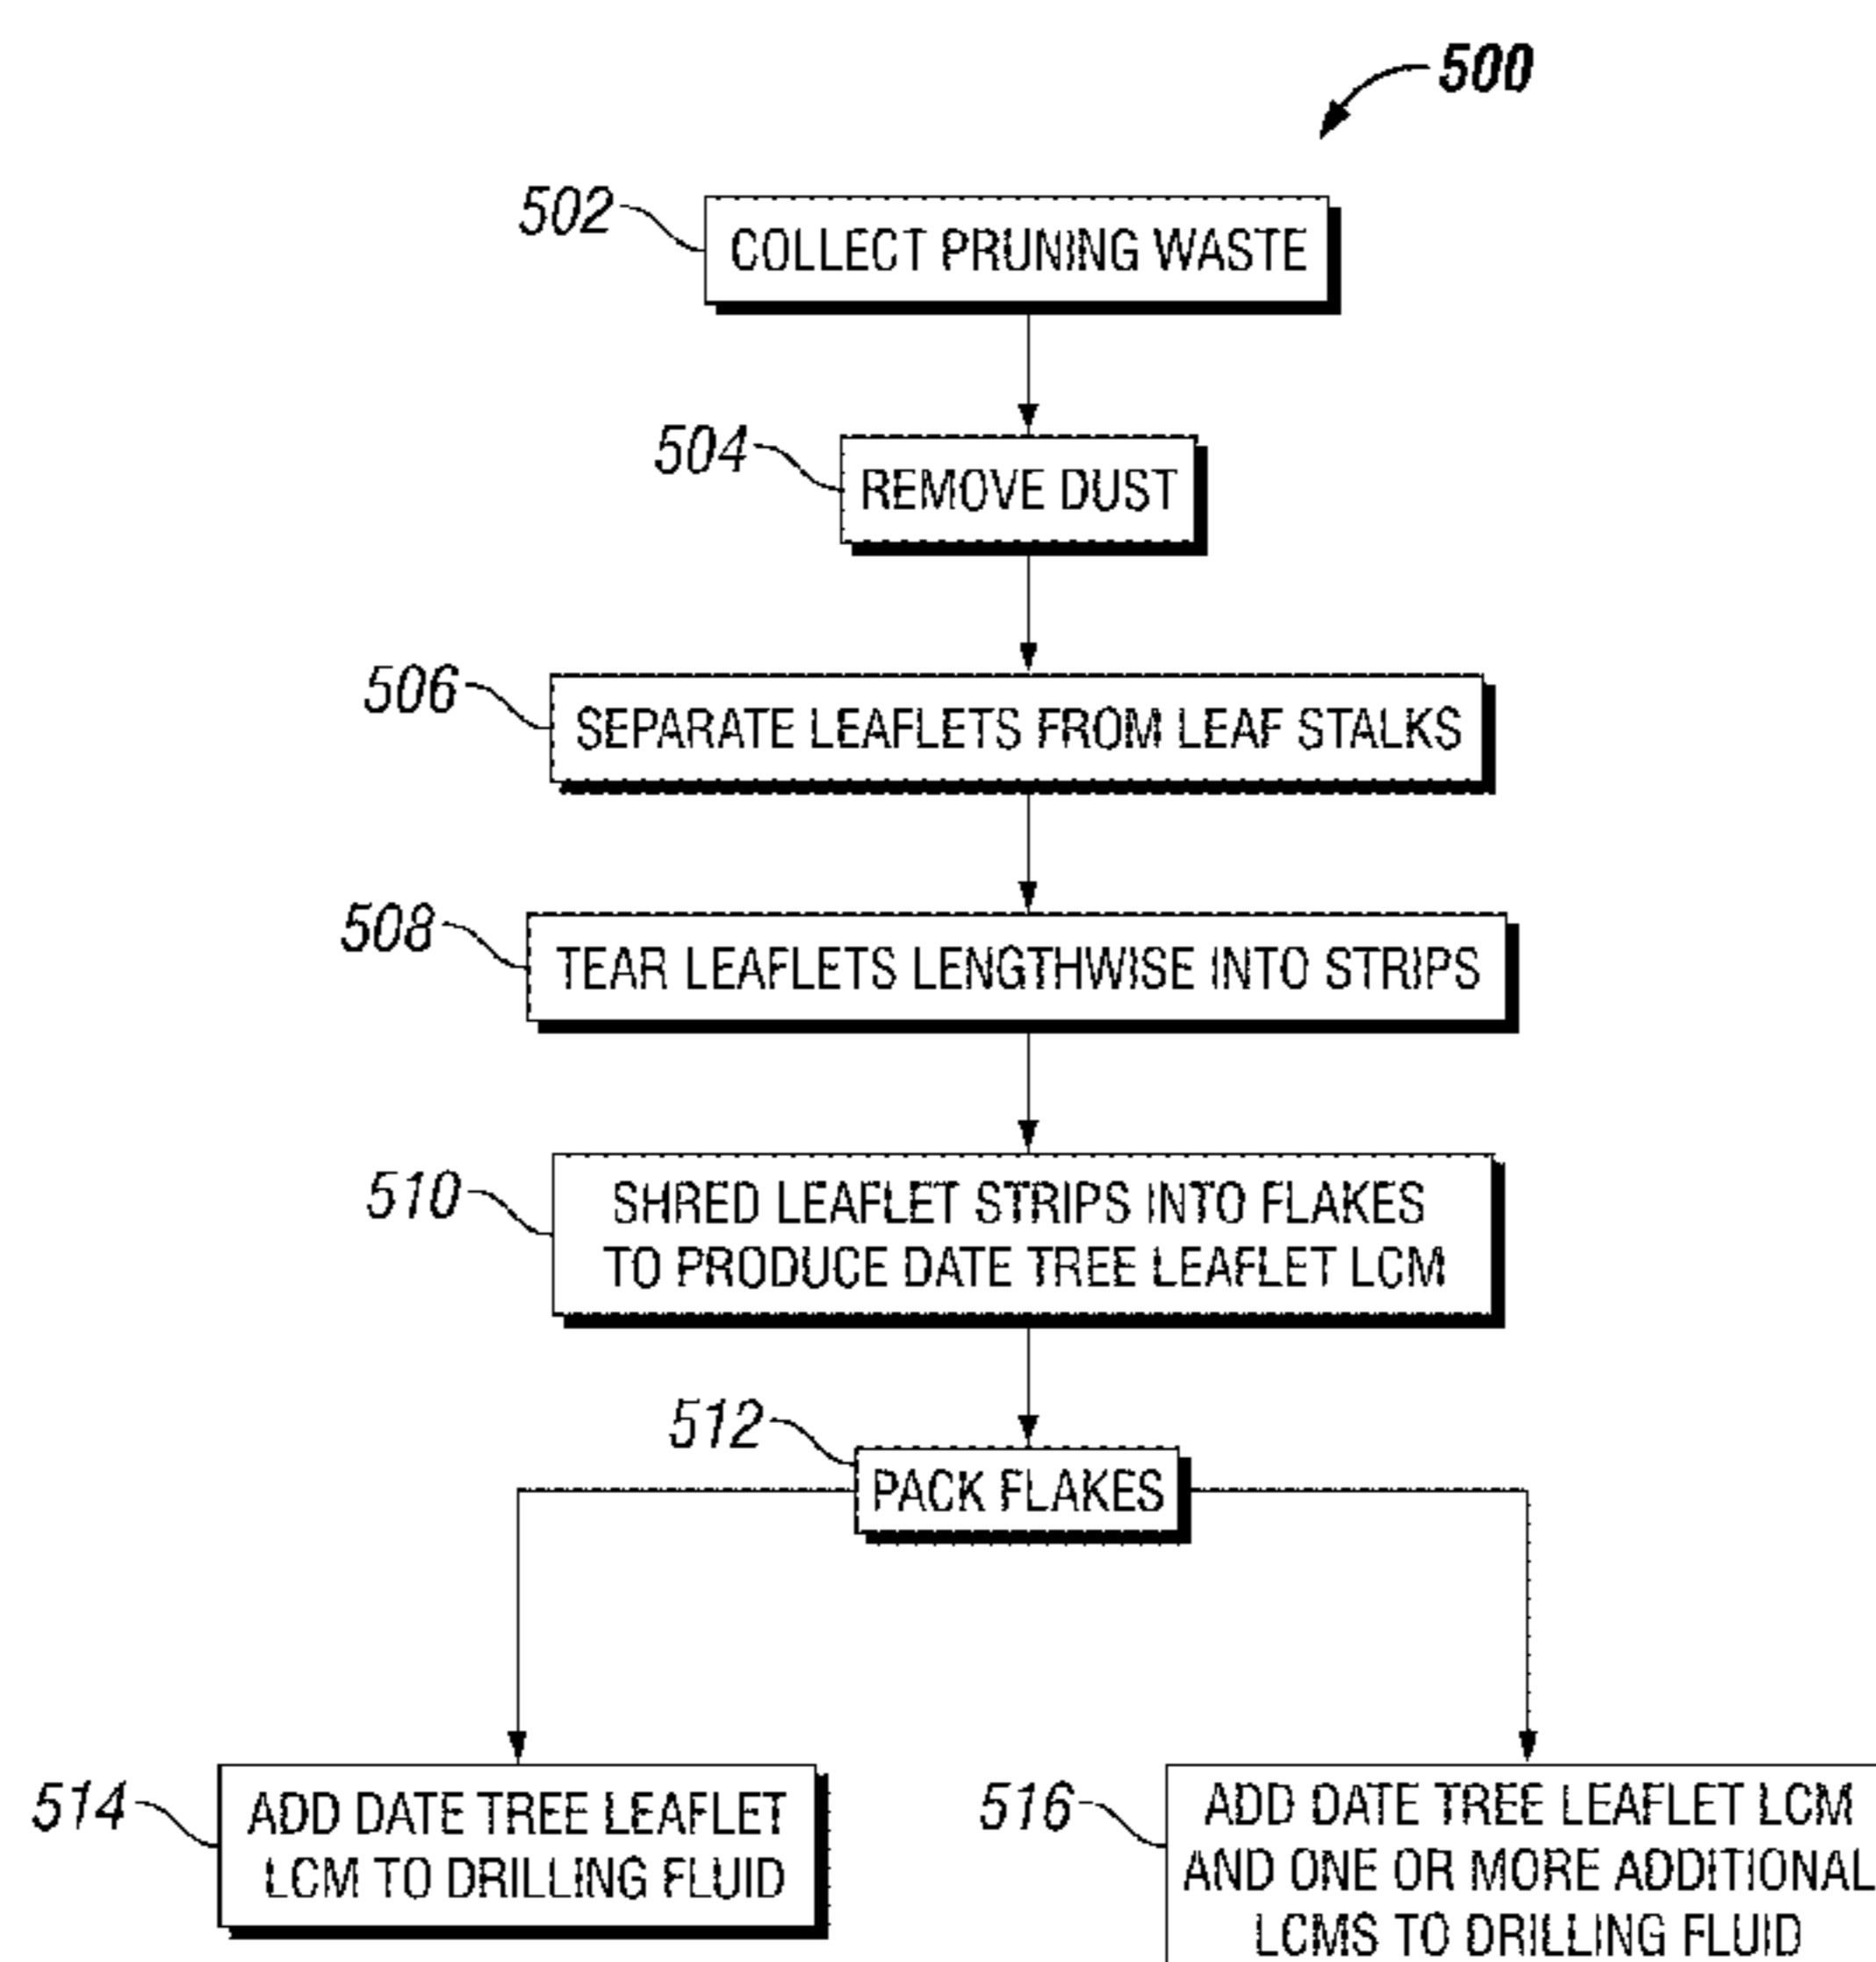 500
502
COLLECT PRUNING WASTE
504
REMOVE DUST
506
SEPARATE LEAFLETS FROM LEAF STALKS
508
TEAR LEAFLETS LENGTHWISE INTO STRIPS
510
SHRED LEAFLET STRIPS INTO FLAKES
TO PRODUCE DATE TREE LEAFLET LCM
512
PACK FLAKES
514
ADD DATE TREE LEAFLET
LCM TO DRILLING FLUID
516
ADD DATE TREE LEAFLET LCM
AND ONE OR MORE ADDITIONAL
LCMS TO DRILLING FLUID